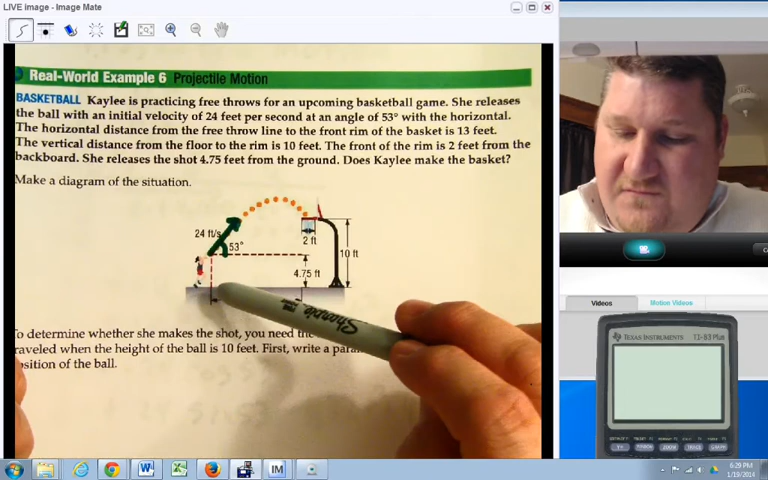 LIVE image - Image Mate
Real-World Example 6 Projectile Motion
BASKETBALL Kaylee is practicing free throws for an upcoming basketball game. She releases
the ball with an initial velocity of 24 feet per second at an angle of 53° with the horizontal.
The horizontal distance from the free throw line to the front rim of the basket is 13 feet.
The vertical distance from the floor to the rim is 10 feet. The front of the rim is 2 feet from the
backboard. She releases the shot 4.75 feet from the ground. Does Kaylee make the basket?
Make a diagram of the situation.
24 ft/s
53°
2 ft
10 ft
4.75 ft
Sharpie
To determine whether she makes the shot, you need the
raveled when the height of the ball is 10 feet. First, write a para
osition of the ball.
Videos
Motion Videos
TEXAS INSTRUMENTS TI-83 Plus
6:29 PM
1/19/2014